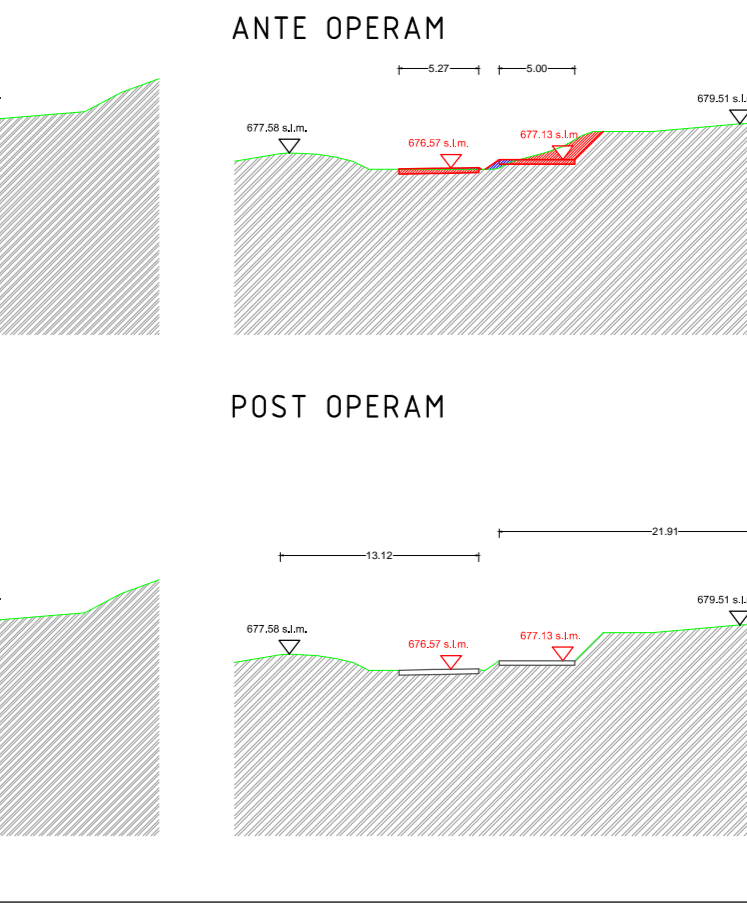 ANTE OPERAM
5.27 5.00
679.51 s.l.m
677.58 s.l.m.
676.57 s.l.m.
677.13 s.l.m.
POST OPERAM
21.91
13.12
679.51 s.l.m
677.58 s.l.m.
676.57 s.l.m.
677.13 s.l.m.